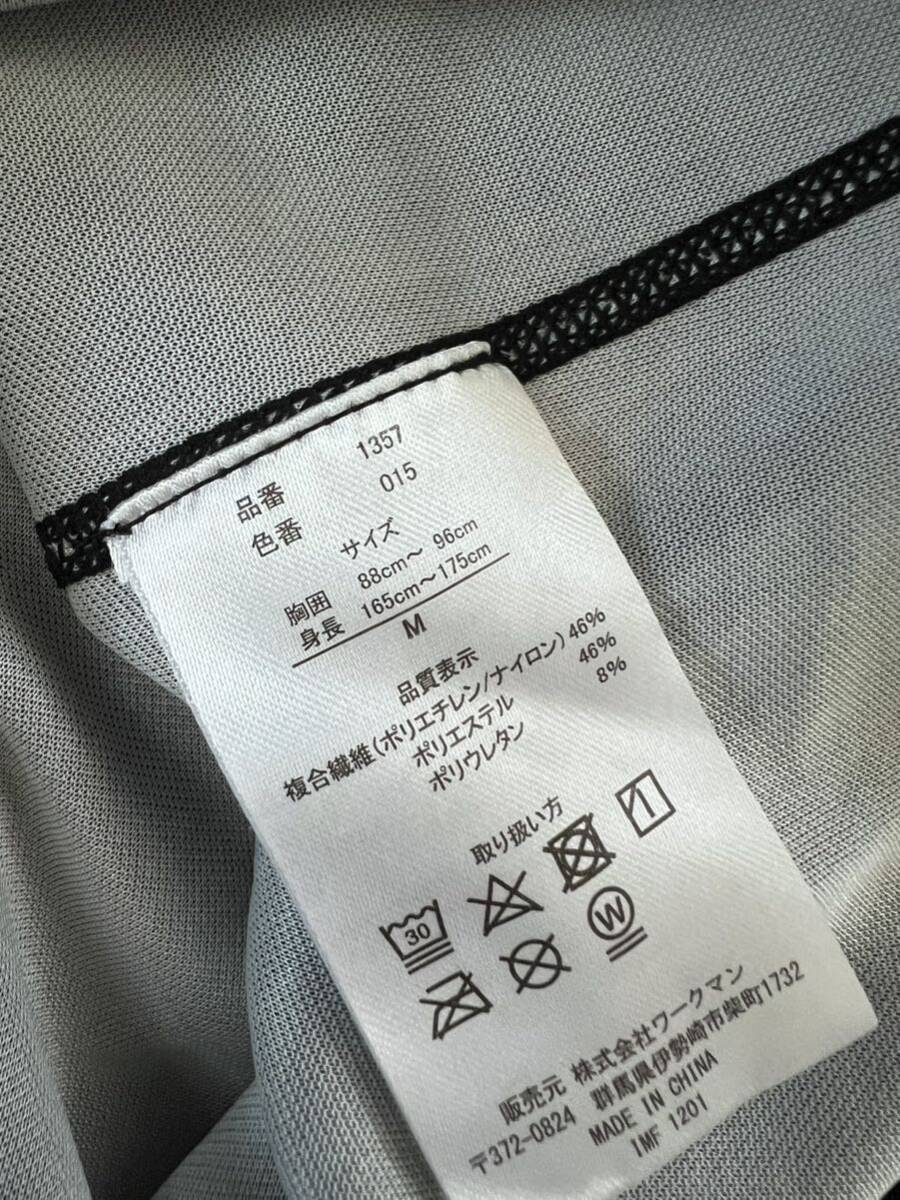 品番 1357
色番 015
サイズ
胸囲 88cm～ 96cm
身長 165cm～175cm
M
品質表示
複合繊維(ポリエチレン/ナイロン) 46%
ポリエステル 46%
ポリウレタン 8%
取り扱い方
30
W
販売元 株式会社ワークマン
〒372-0824 群馬県伊勢崎市柴町1732
MADE IN CHINA
IMF 1201